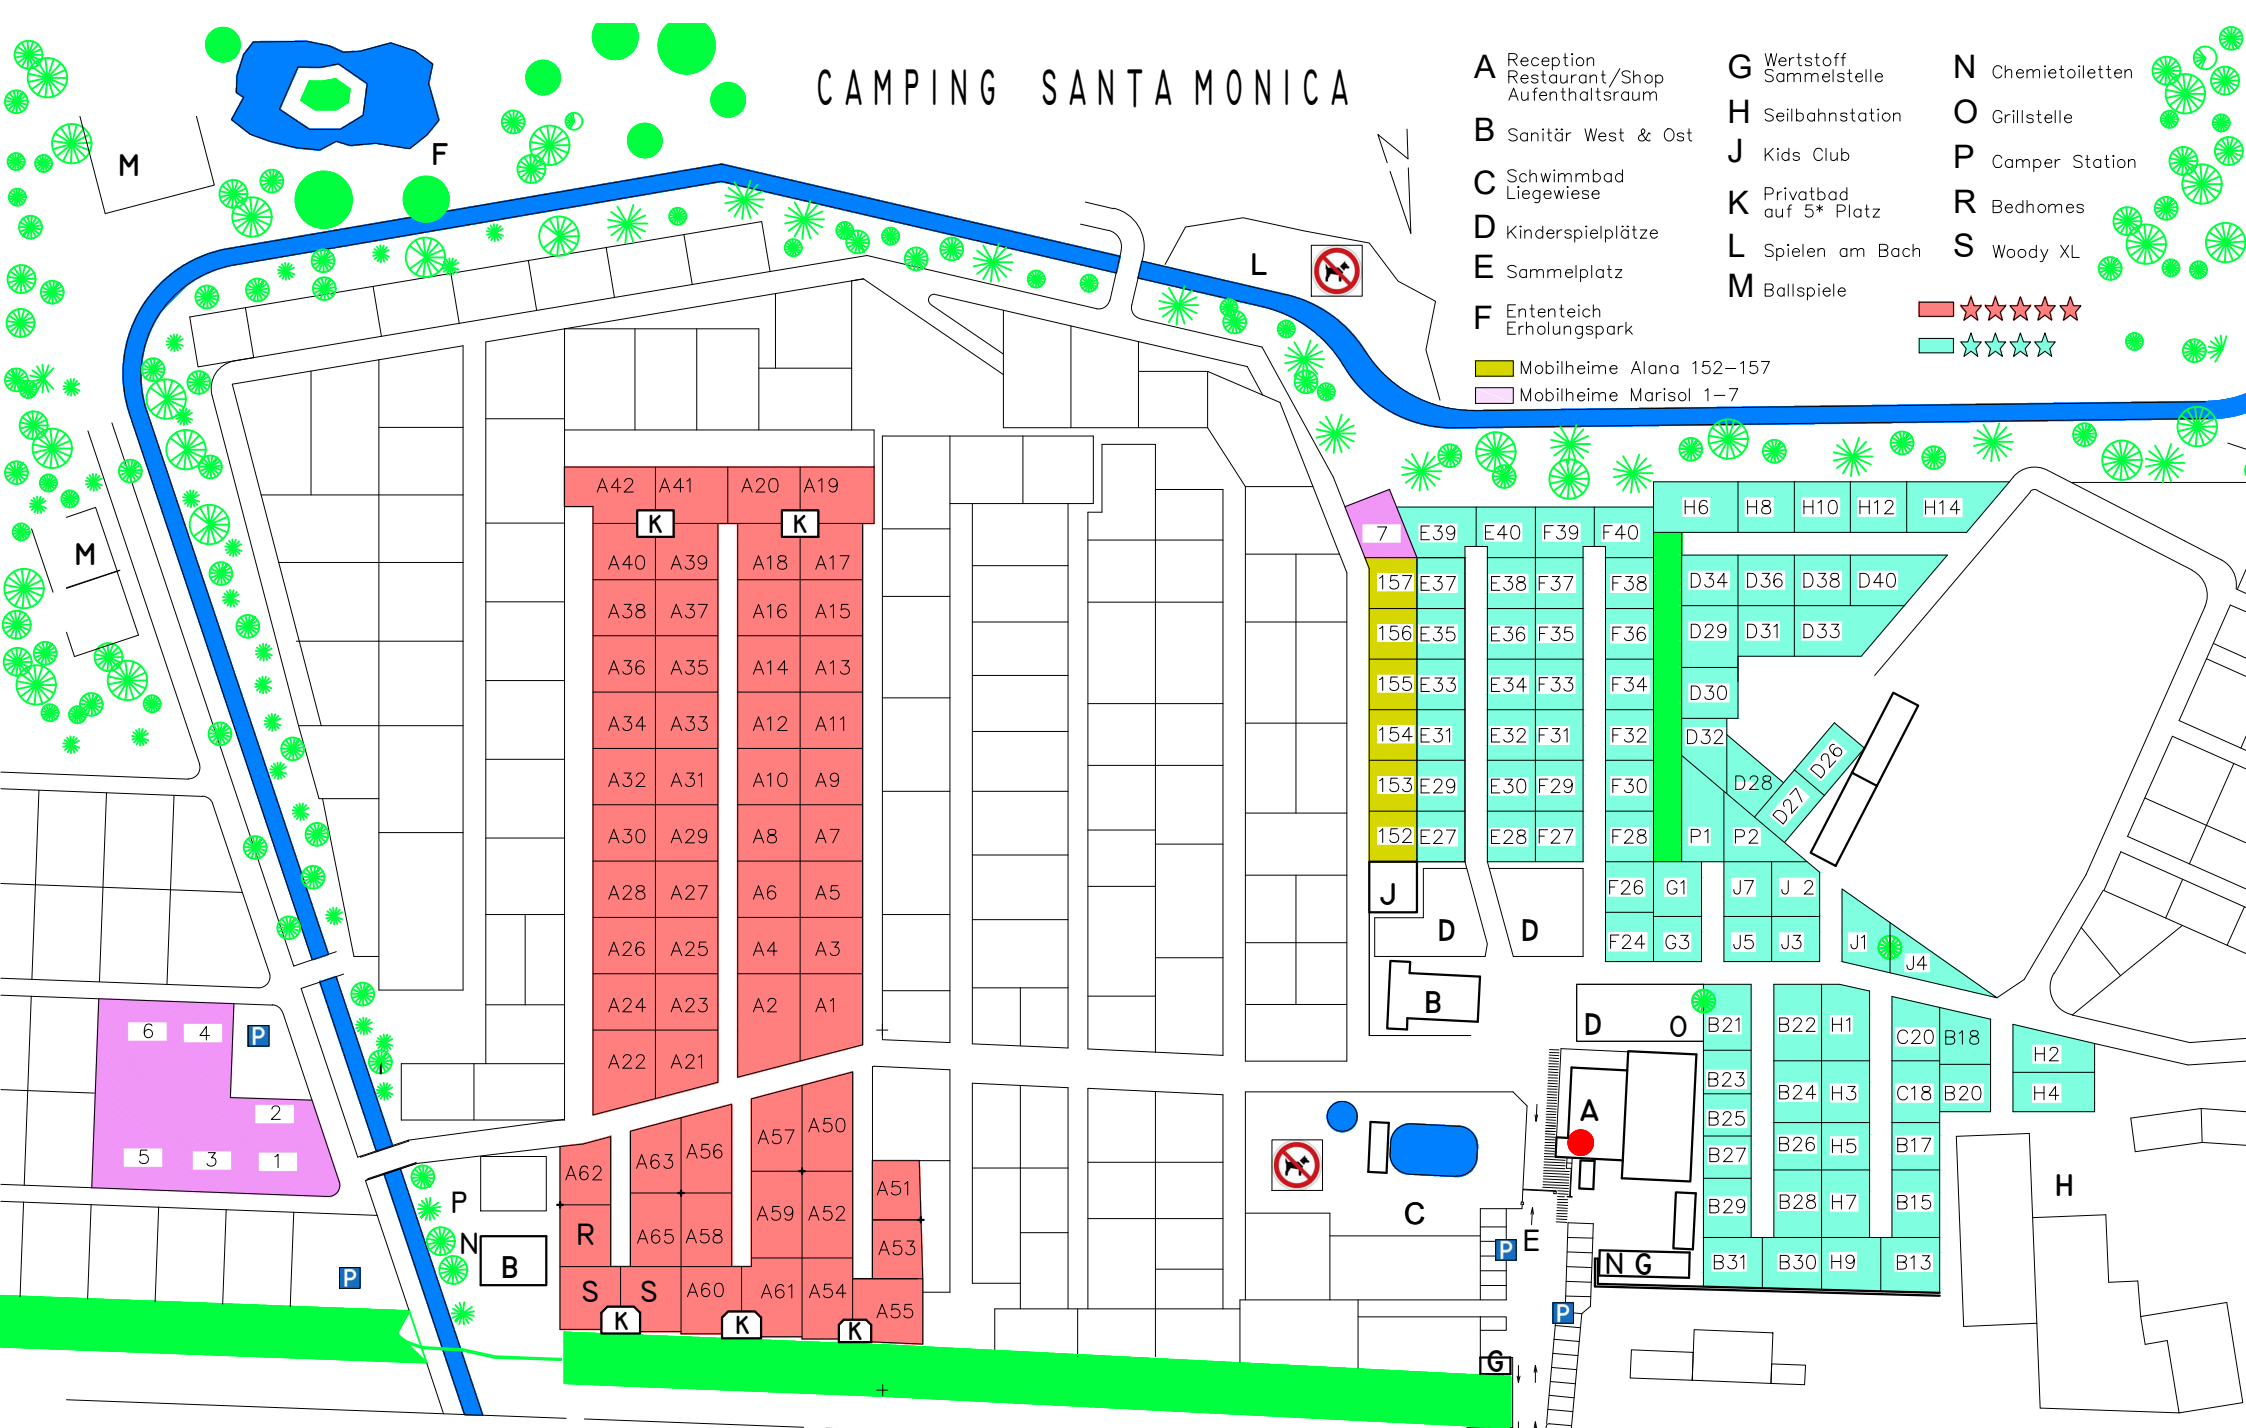 CAMPING SANTA MONICA
A Reception
Restaurant/Shop
Aufenthaltsraum
B Sanitär West & Ost
C Schwimmbad
Liegewiese
D Kinderspielplätze
E Sammelplatz
F Ententeich
Erholungspark
Mobilheime Alana 152-157
Mobilheime Marisol 1-7
G Wertstoff
Sammelstelle
H Seilbahnstation
J Kids Club
K Privatbad
auf 5* Platz
L Spielen am Bach
M Ballspiele
N Chemietoiletten
O Grillstelle
P Camper Station
R Bedhomes
S Woody XL
M
F
L
M
A42 A41 A20 A19
K K
A40 A39 A18 A17
A38 A37 A16 A15
A36 A35 A14 A13
A34 A33 A12 A11
A32 A31 A10 A9
A30 A29 A8 A7
A28 A27 A6 A5
A26 A25 A4 A3
A24 A23 A2 A1
A22 A21
A62 A63 A56 A57 A50
A51
R A65 A58 A59 A52
A53
S S A60 A61 A54
A55
K K K
6 4 P
2
5 3 1
P
P
N
B
7 E39 E40 F39 F40
157 E37 E38 F37 F38
156 E35 E36 F35 F36
155 E33 E34 F33 F34
154 E31 E32 F31 F32
153 E29 E30 F29 F30
152 E27 E28 F27 F28
J
D D
B
F26 G1 J7 J 2
F24 G3 J5 J3
J1 J4
H6 H8 H10 H12 H14
D34 D36 D38 D40
D29 D31 D33
D30
D32
D28 D27 D26
P1 P2
D O
B21 B22 H1 C20 B18
B23 B24 H3 C18 B20
B25 B26 H5 B17
B27
B29 B28 H7 B15
B31 B30 H9 B13
H2
H4
H
A
C
E
P
N G
P
G